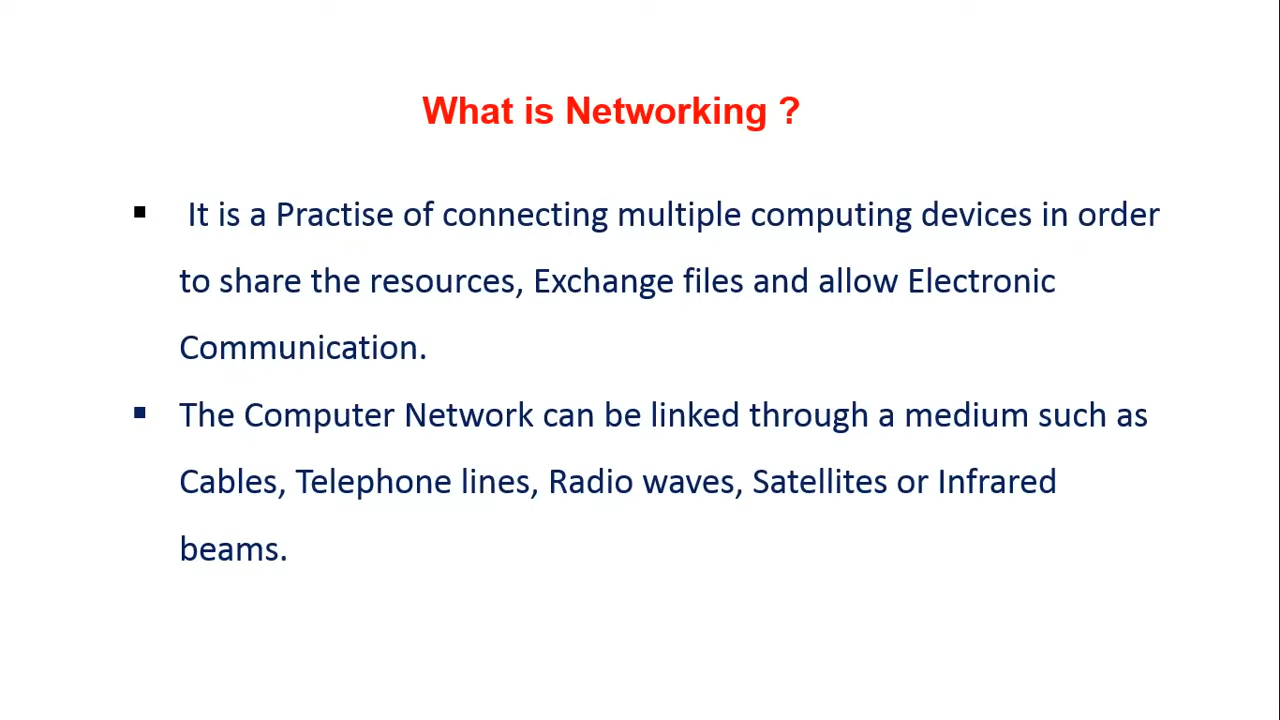 What is Networking ?
▪ It is a Practise of connecting multiple computing devices in order
to share the resources, Exchange files and allow Electronic
Communication.
▪ The Computer Network can be linked through a medium such as
Cables, Telephone lines, Radio waves, Satellites or Infrared
beams.